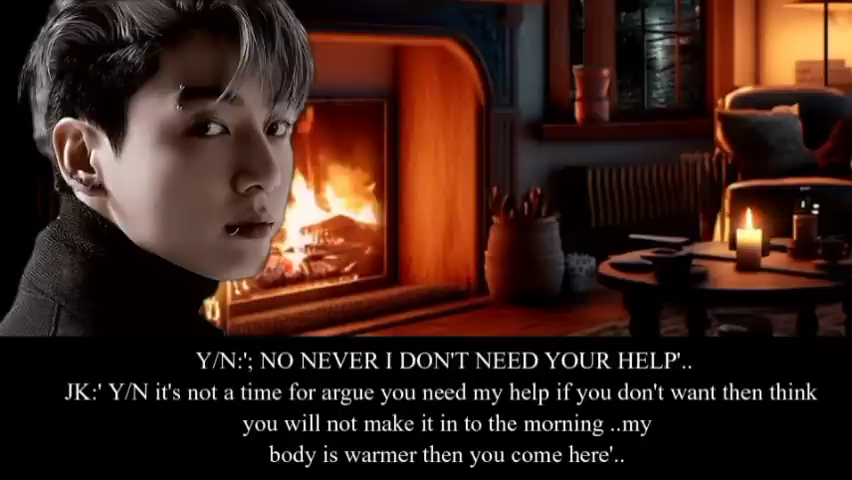 Y/N:'; NO NEVER I DON'T NEED YOUR HELP'..
JK:' Y/N it's not a time for argue you need my help if you don't want then think
you will not make it in to the morning ..my
body is warmer then you come here'..